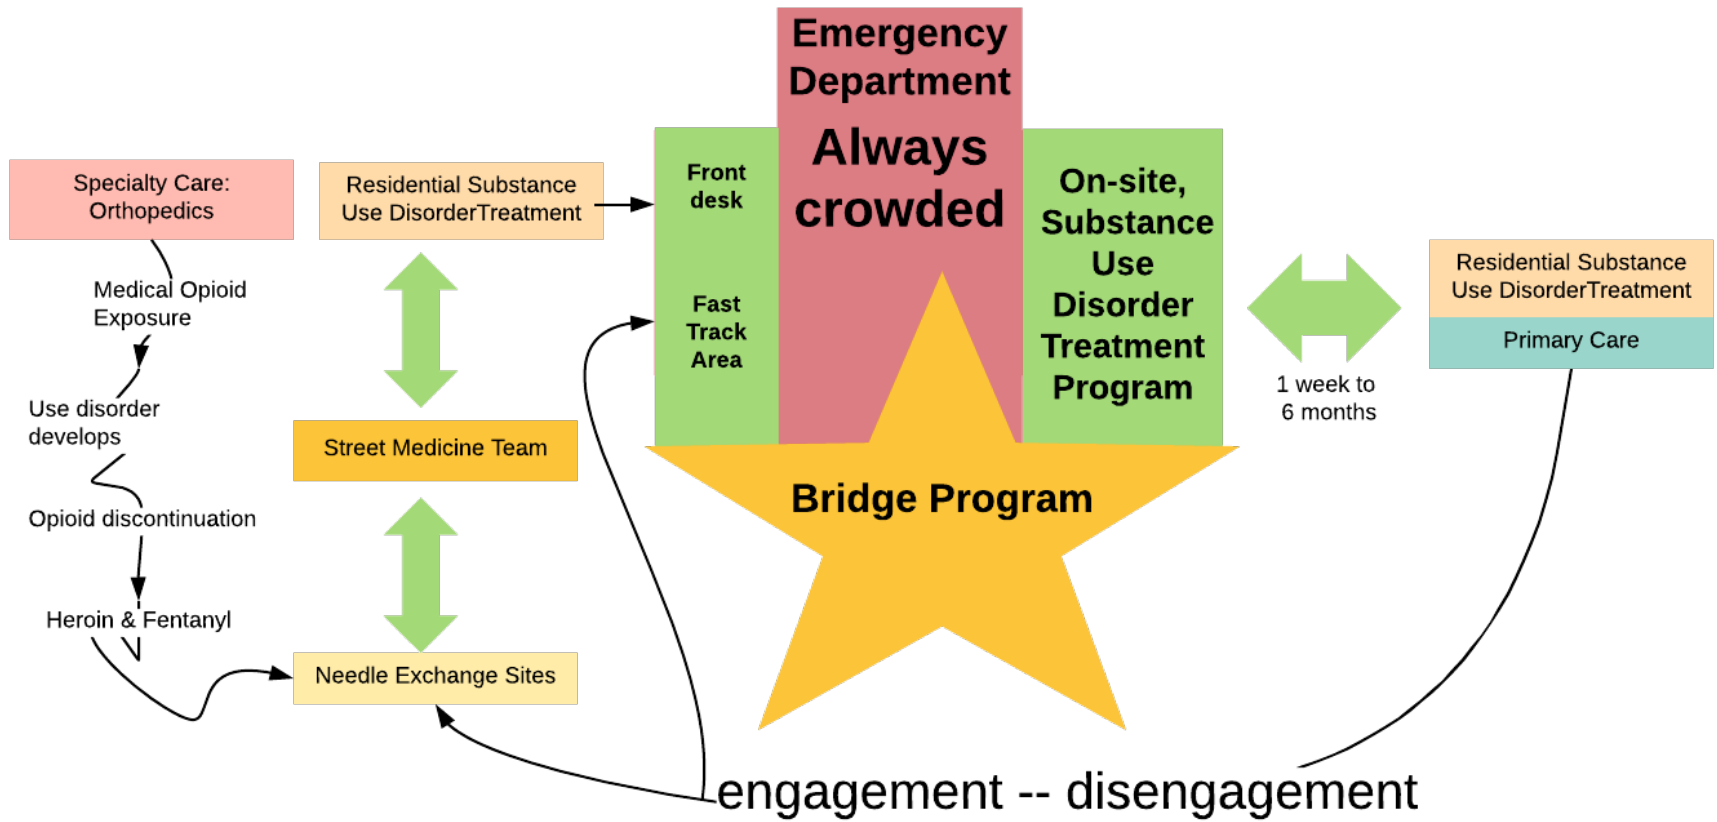 Specialty Care:
Orthopedics
Medical Opioid
Exposure
Use disorder
develops
Opioid discontinuation
Heroin & Fentanyl
Residential Substance
Use DisorderTreatment
Street Medicine Team
Needle Exchange Sites
Front
desk
Fast
Track
Area
Emergency
Department
Always
crowded
On-site,
Substance
Use
Disorder
Treatment
Program
Bridge Program
1 week to
6 months
Residential Substance
Use DisorderTreatment
Primary Care
engagement -- disengagement